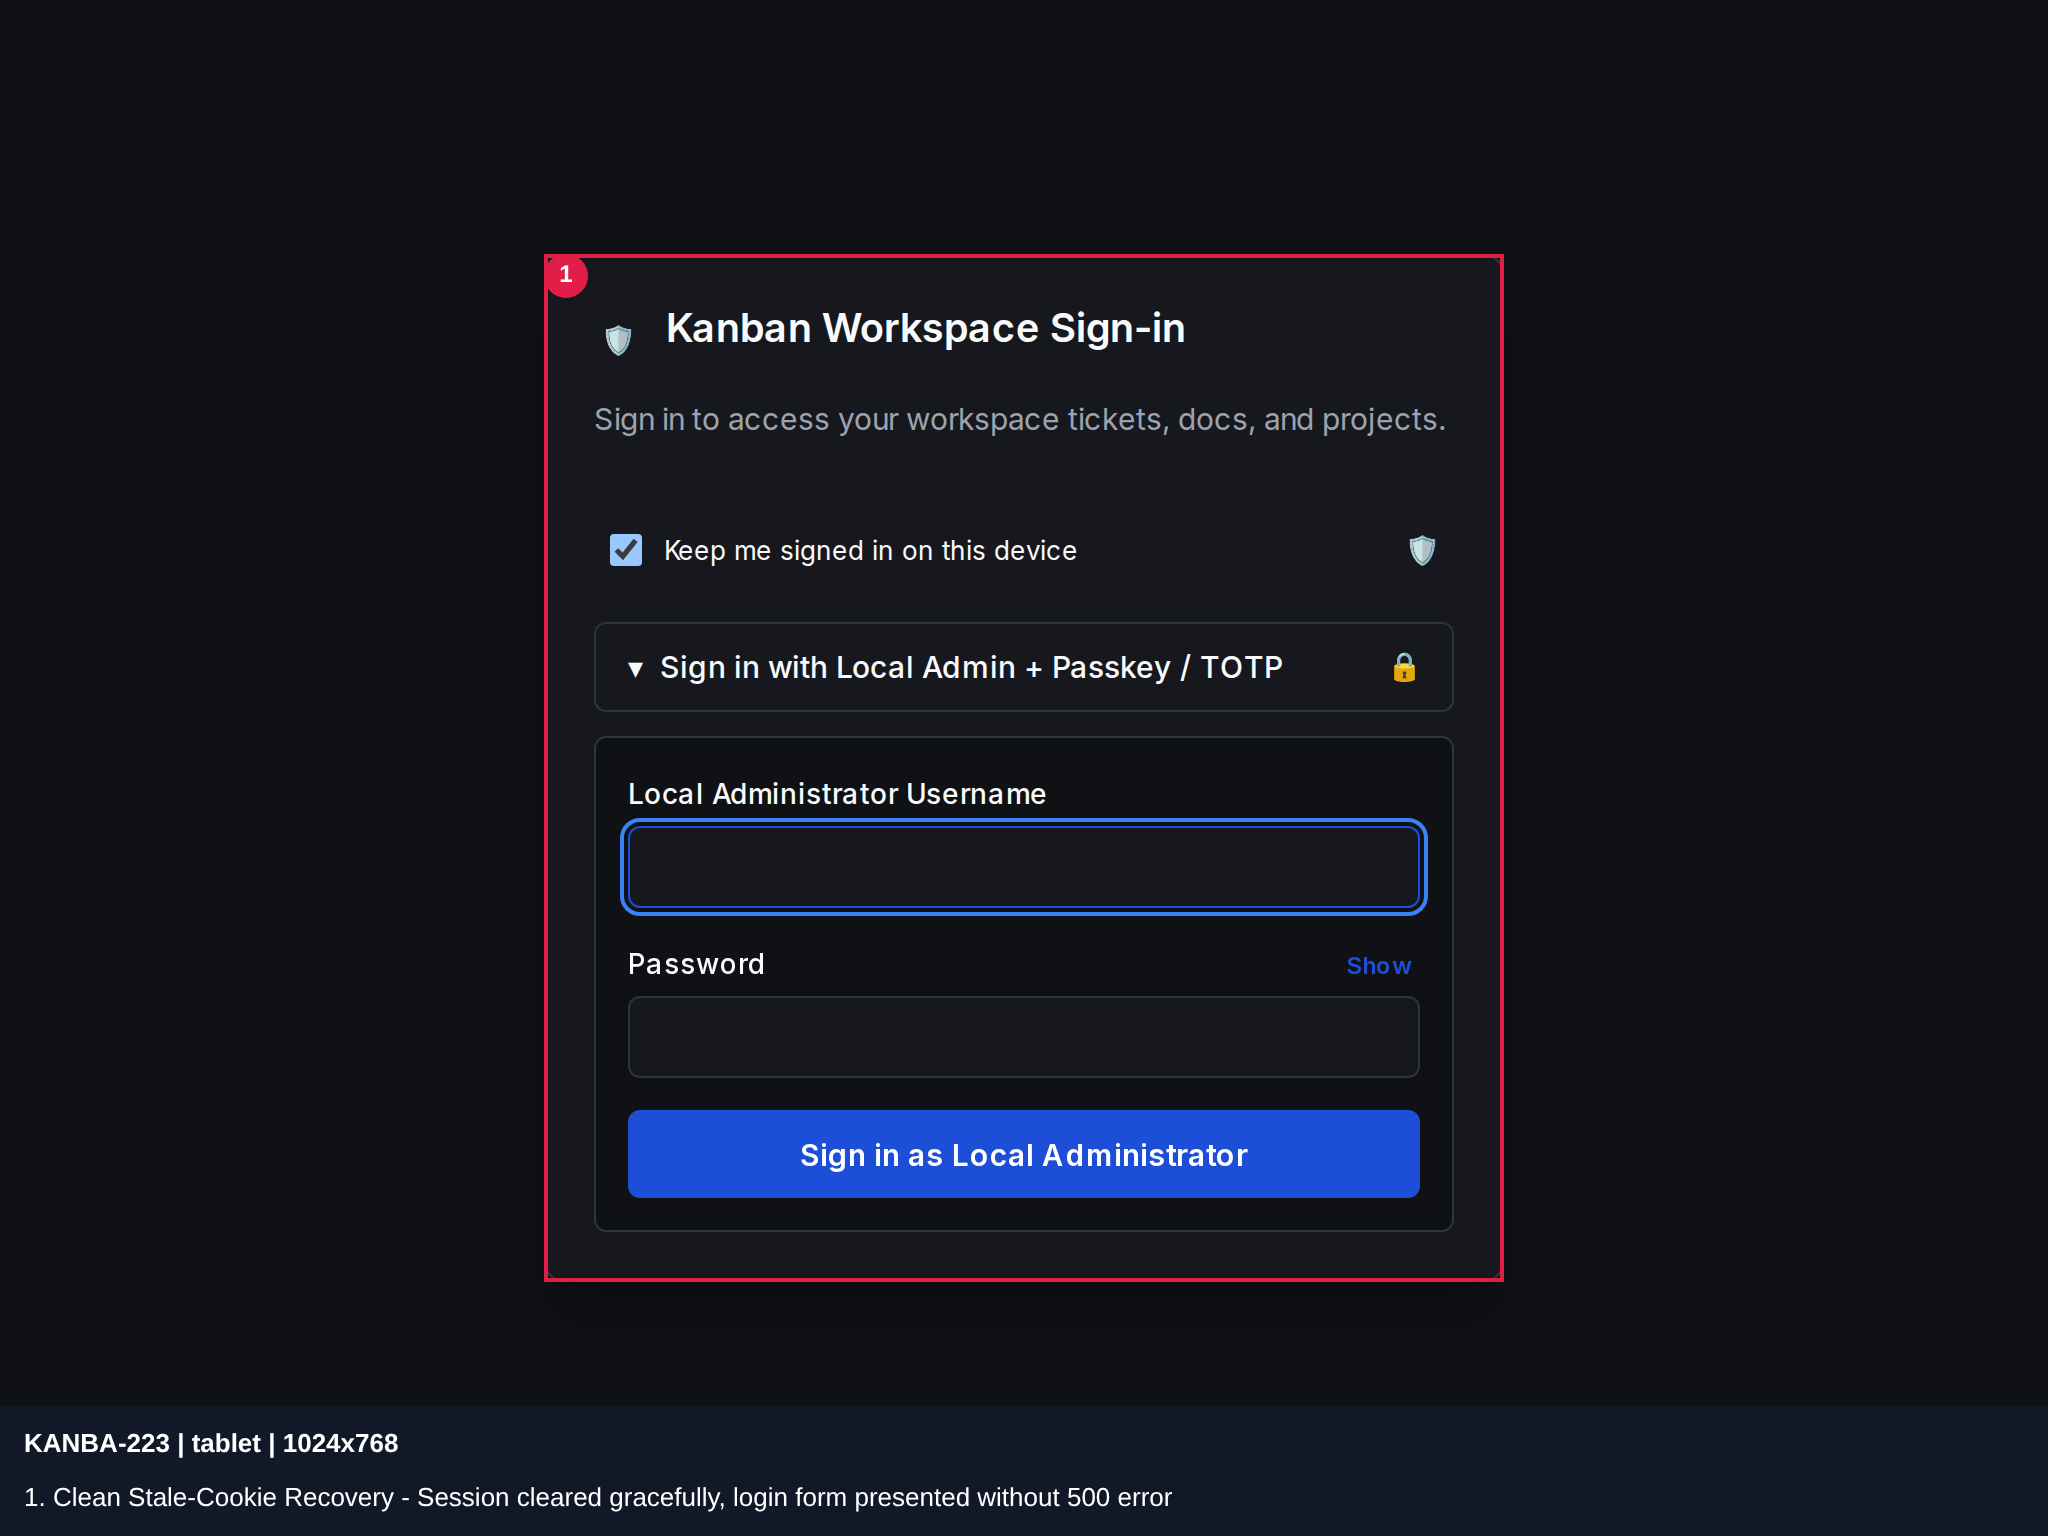 1
Kanban Workspace Sign-in
Sign in to access your workspace tickets, docs, and projects.
Keep me signed in on this device
Sign in with Local Admin + Passkey / TOTP
Local Administrator Username
Password
Show
Sign in as Local Administrator
KANBA-223 | tablet | 1024x768
1. Clean Stale-Cookie Recovery - Session cleared gracefully, login form presented without 500 error